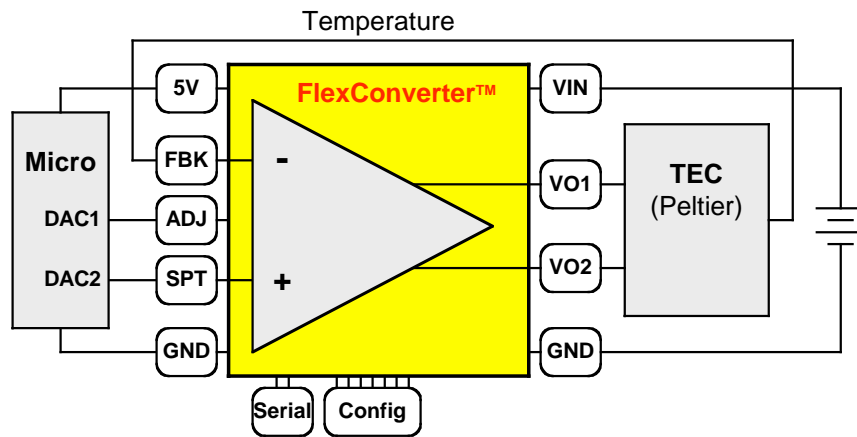 Temperature
5V
FlexConverter™
VIN
Micro
FBK
-
VO1
TEC
(Peltier)
DAC1
ADJ
DAC2
SPT
+
VO2
GND
GND
Serial
Config